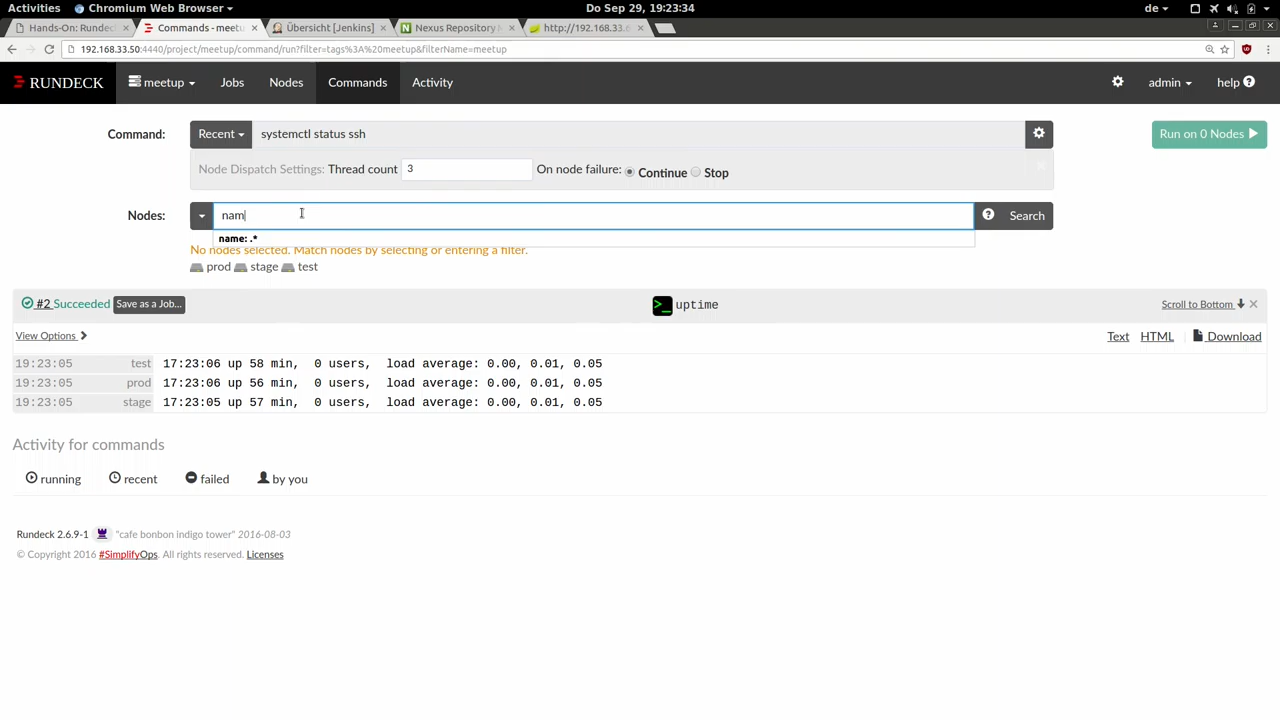 Activities
Chromium Web Browser
Do Sep 29, 19:23:34
de
Hands-On: Rundec
Commands - meetu
Übersicht [Jenkins]
Nexus Repository M
http://192.168.33.6
192.168.33.50:4440/project/meetup/command/run?filter=tags%3A%20meetup&filterName=meetup
RUNDECK
meetup
Jobs
Nodes
Commands
Activity
admin
help
Command:
Recent
systemctl status ssh
Run on 0 Nodes
Node Dispatch Settings: Thread count 3 On node failure: Continue Stop
Nodes:
nam
Search
name: .*
No nodes selected. Match nodes by selecting or entering a filter.
prod stage test
#2 Succeeded Save as a Job...
>_ uptime
Scroll to Bottom
View Options
Text HTML Download
19:23:05 test 17:23:06 up 58 min, 0 users, load average: 0.00, 0.01, 0.05
19:23:05 prod 17:23:06 up 56 min, 0 users, load average: 0.00, 0.01, 0.05
19:23:05 stage 17:23:05 up 57 min, 0 users, load average: 0.00, 0.01, 0.05
Activity for commands
running recent failed by you
Rundeck 2.6.9-1 "cafe bonbon indigo tower" 2016-08-03
© Copyright 2016 #SimplifyOps. All rights reserved. Licenses